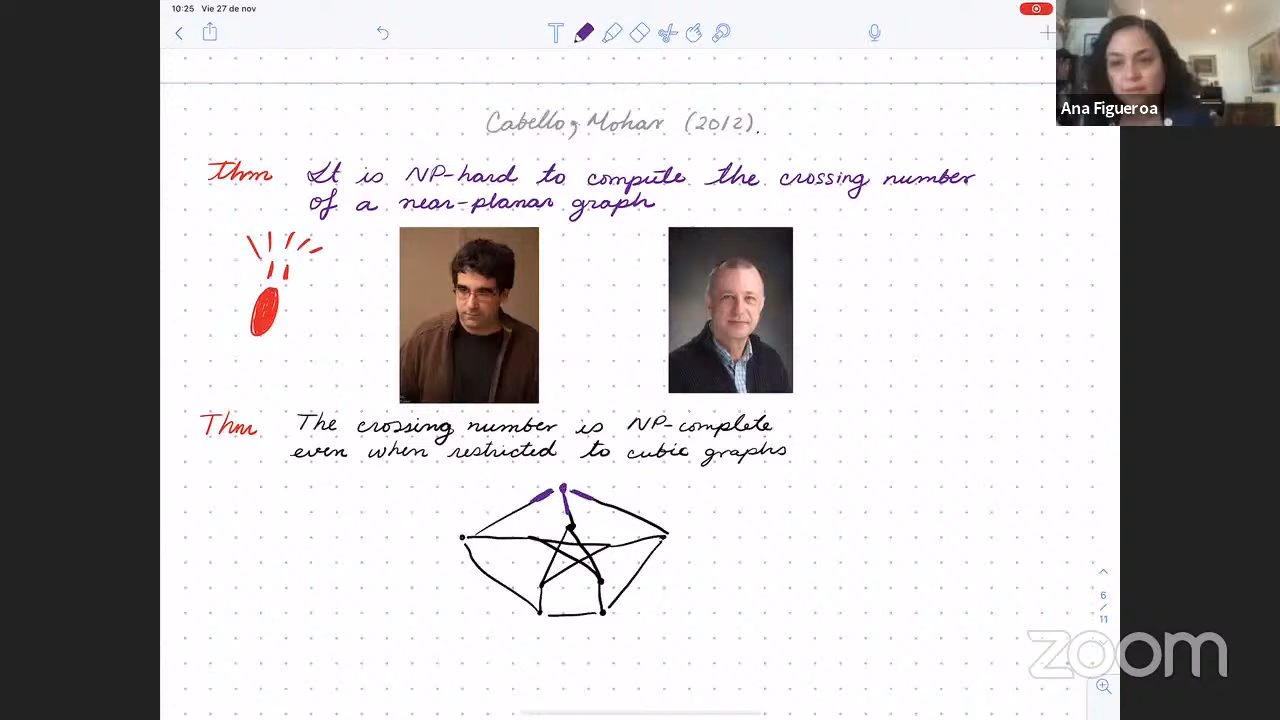 10:25 Vie 27 de nov
Ana Figueroa
Cabello y Mohar (2012).
Thm It is NP-hard to compute the crossing number
of a near-planar graph
Thm The crossing number is NP-complete
even when restricted to cubic graphs
6
/
11
zoom